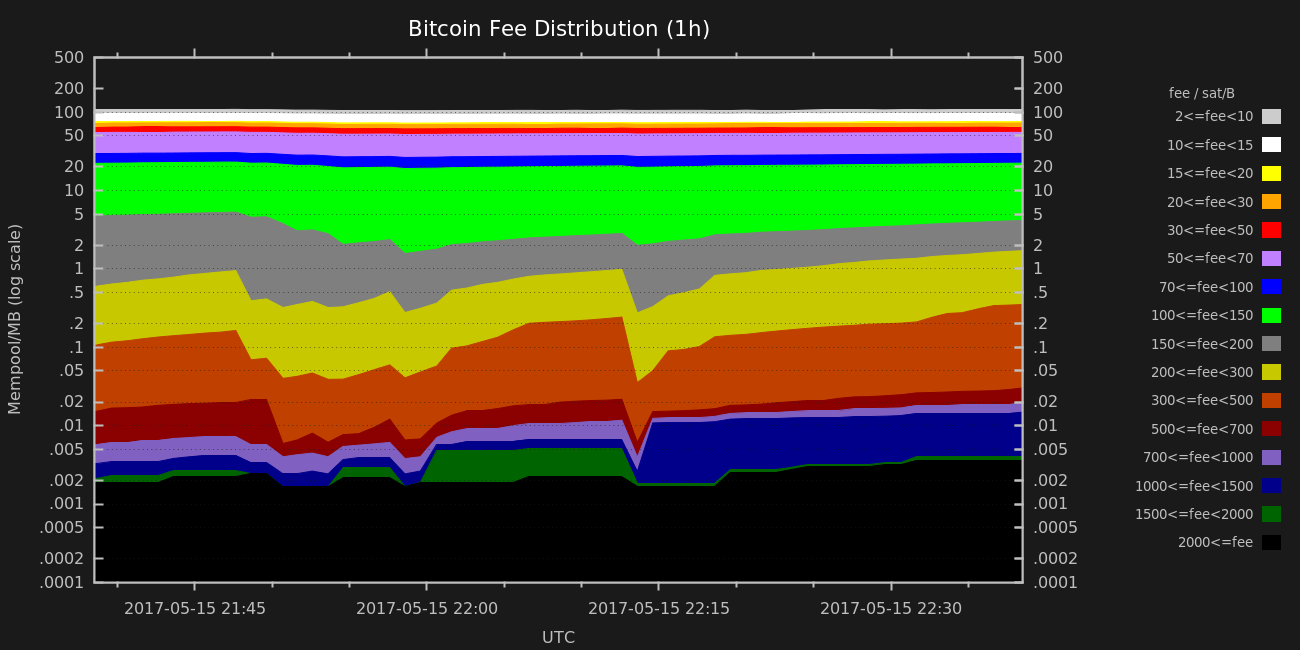 Bitcoin Fee Distribution (1h)
Mempool/MB (log scale)
500
200
100
50
20
10
5
2
1
.5
.2
.1
.05
.02
.01
.005
.002
.001
.0005
.0002
.0001
500
200
100
50
20
10
5
2
1
.5
.2
.1
.05
.02
.01
.005
.002
.001
.0005
.0002
.0001
2017-05-15 21:45
2017-05-15 22:00
2017-05-15 22:15
2017-05-15 22:30
UTC
fee / sat/B
2<=fee<10
10<=fee<15
15<=fee<20
20<=fee<30
30<=fee<50
50<=fee<70
70<=fee<100
100<=fee<150
150<=fee<200
200<=fee<300
300<=fee<500
500<=fee<700
700<=fee<1000
1000<=fee<1500
1500<=fee<2000
2000<=fee